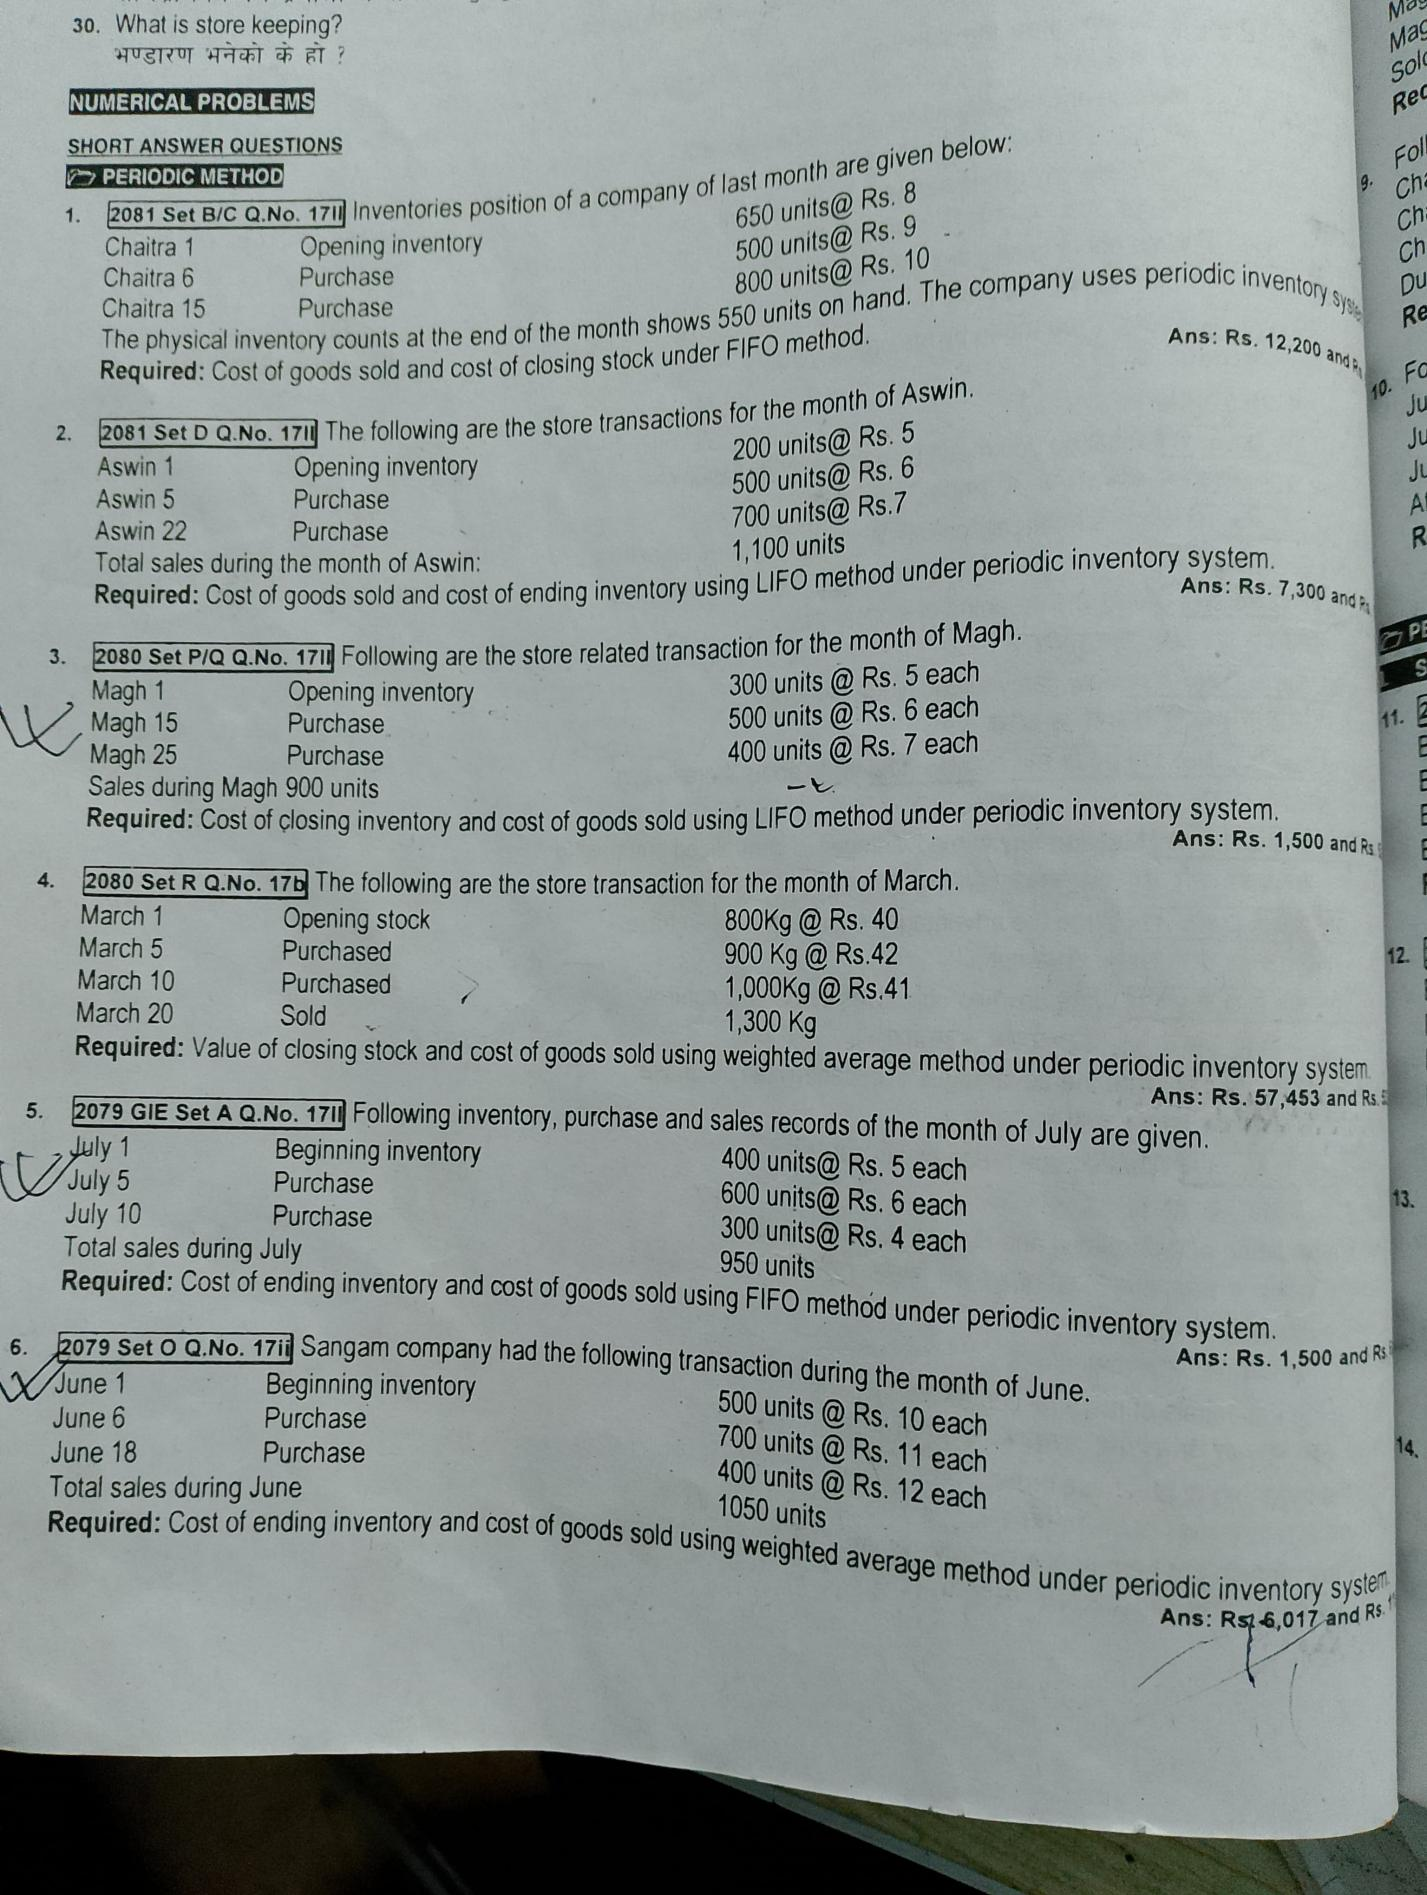 30. What is store keeping?
भण्डारण भनेको के हो ?
NUMERICAL PROBLEMS
SHORT ANSWER QUESTIONS
PERIODIC METHOD
1. 2081 Set B/C Q.No. 17II Inventories position of a company of last month are given below:
Chaitra 1 Opening inventory 650 units@ Rs. 8
Chaitra 6 Purchase 500 units@ Rs. 9
Chaitra 15 Purchase 800 units@ Rs. 10
The physical inventory counts at the end of the month shows 550 units on hand. The company uses periodic inventory
Required: Cost of goods sold and cost of closing stock under FIFO method.
Ans: Rs. 12,200 and
2. 2081 Set D Q.No. 17II The following are the store transactions for the month of Aswin.
Aswin 1 Opening inventory 200 units@ Rs. 5
Aswin 5 Purchase 500 units@ Rs. 6
Aswin 22 Purchase 700 units@ Rs.7
Total sales during the month of Aswin: 1,100 units
Required: Cost of goods sold and cost of ending inventory using LIFO method under periodic inventory system.
Ans: Rs. 7,300 and
3. 2080 Set P/Q Q.No. 17II Following are the store related transaction for the month of Magh.
Magh 1 Opening inventory 300 units @ Rs. 5 each
Magh 15 Purchase 500 units @ Rs. 6 each
Magh 25 Purchase 400 units @ Rs. 7 each
Sales during Magh 900 units
Required: Cost of closing inventory and cost of goods sold using LIFO method under periodic inventory system.
Ans: Rs. 1,500 and Rs
4. 2080 Set R Q.No. 17b The following are the store transaction for the month of March.
March 1 Opening stock 800Kg @ Rs. 40
March 5 Purchased 900 Kg @ Rs.42
March 10 Purchased 1,000Kg @ Rs.41
March 20 Sold 1,300 Kg
Required: Value of closing stock and cost of goods sold using weighted average method under periodic inventory system.
Ans: Rs. 57,453 and Rs.
5. 2079 GIE Set A Q.No. 17II Following inventory, purchase and sales records of the month of July are given.
July 1 Beginning inventory 400 units@ Rs. 5 each
July 5 Purchase 600 units@ Rs. 6 each
July 10 Purchase 300 units@ Rs. 4 each
Total sales during July 950 units
Required: Cost of ending inventory and cost of goods sold using FIFO method under periodic inventory system.
Ans: Rs. 1,500 and Rs
6. 2079 Set O Q.No. 17ii Sangam company had the following transaction during the month of June.
June 1 Beginning inventory 500 units @ Rs. 10 each
June 6 Purchase 700 units @ Rs. 11 each
June 18 Purchase 400 units @ Rs. 12 each
Total sales during June 1050 units
Required: Cost of ending inventory and cost of goods sold using weighted average method under periodic inventory system.
Ans: Rs. 6,017 and Rs.
9.
10.
11.
12.
13.
14.